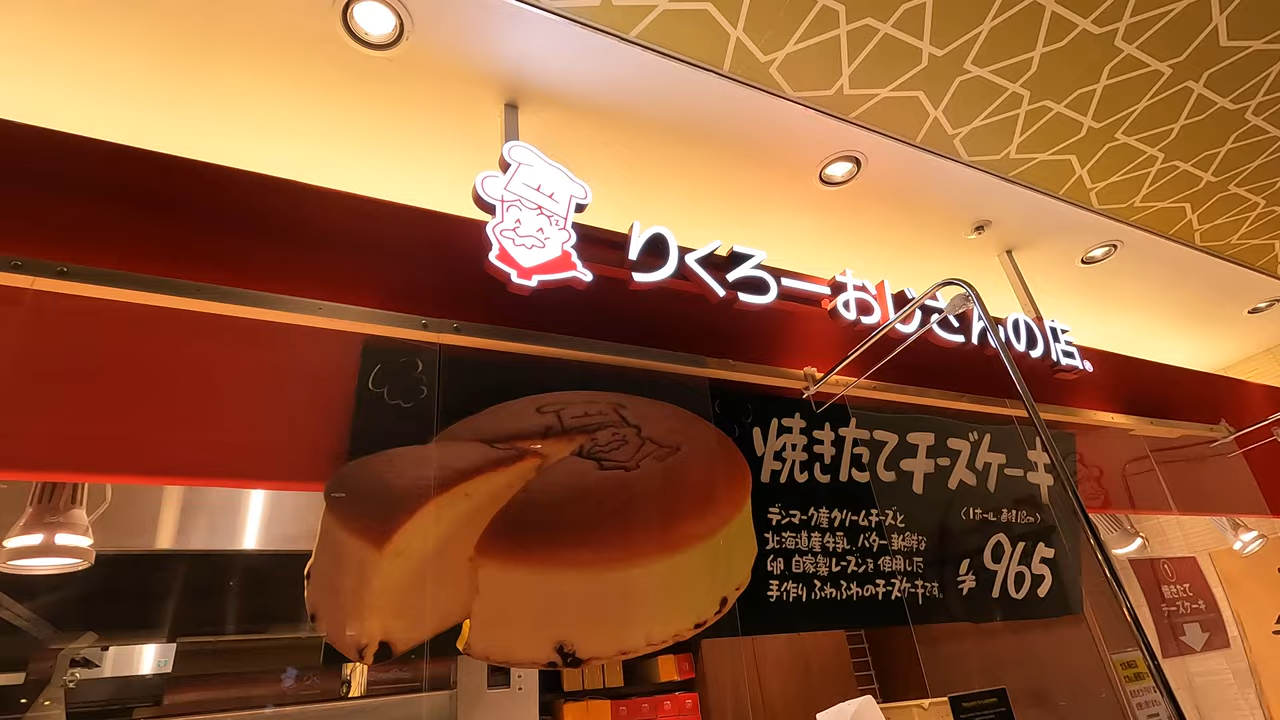 りくろーおじさんの店。
焼きたてチーズケーキ
〈1ホール・直径18cm〉
デンマーク産クリームチーズと
北海道産牛乳、バター、新鮮な
卵、自家製レーズンを使用した
手作りふわふわのチーズケーキです。
¥965
①
焼きたて
チーズケーキ